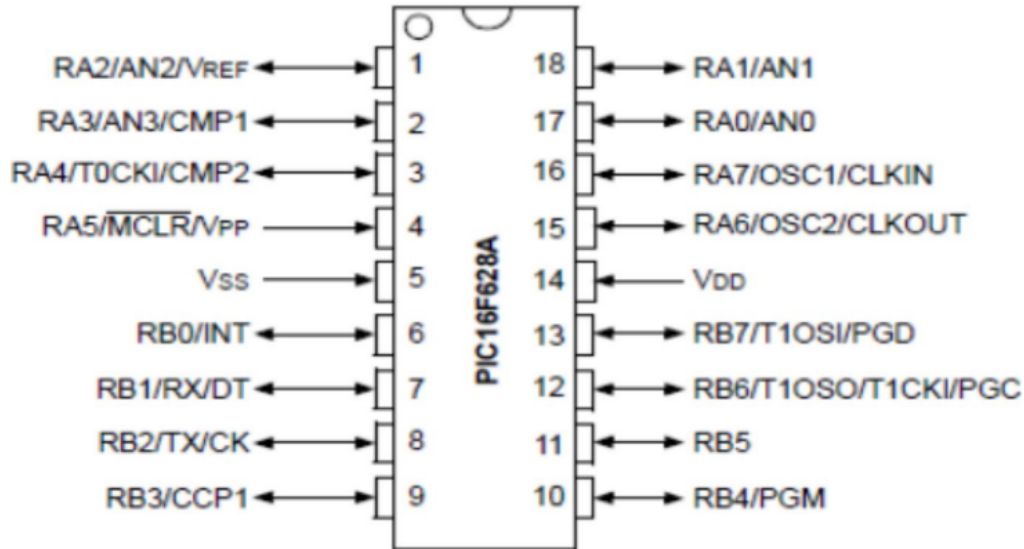 RA2/AN2/VREF 1 18 RA1/AN1
RA3/AN3/CMP1 2 17 RA0/AN0
RA4/T0CKI/CMP2 3 16 RA7/OSC1/CLKIN
RA5/MCLR/VPP 4 15 RA6/OSC2/CLKOUT
VSS 5 14 VDD
RB0/INT 6 13 RB7/T1OSI/PGD
RB1/RX/DT 7 12 RB6/T1OSO/T1CKI/PGC
RB2/TX/CK 8 11 RB5
RB3/CCP1 9 10 RB4/PGM
PIC16F628A